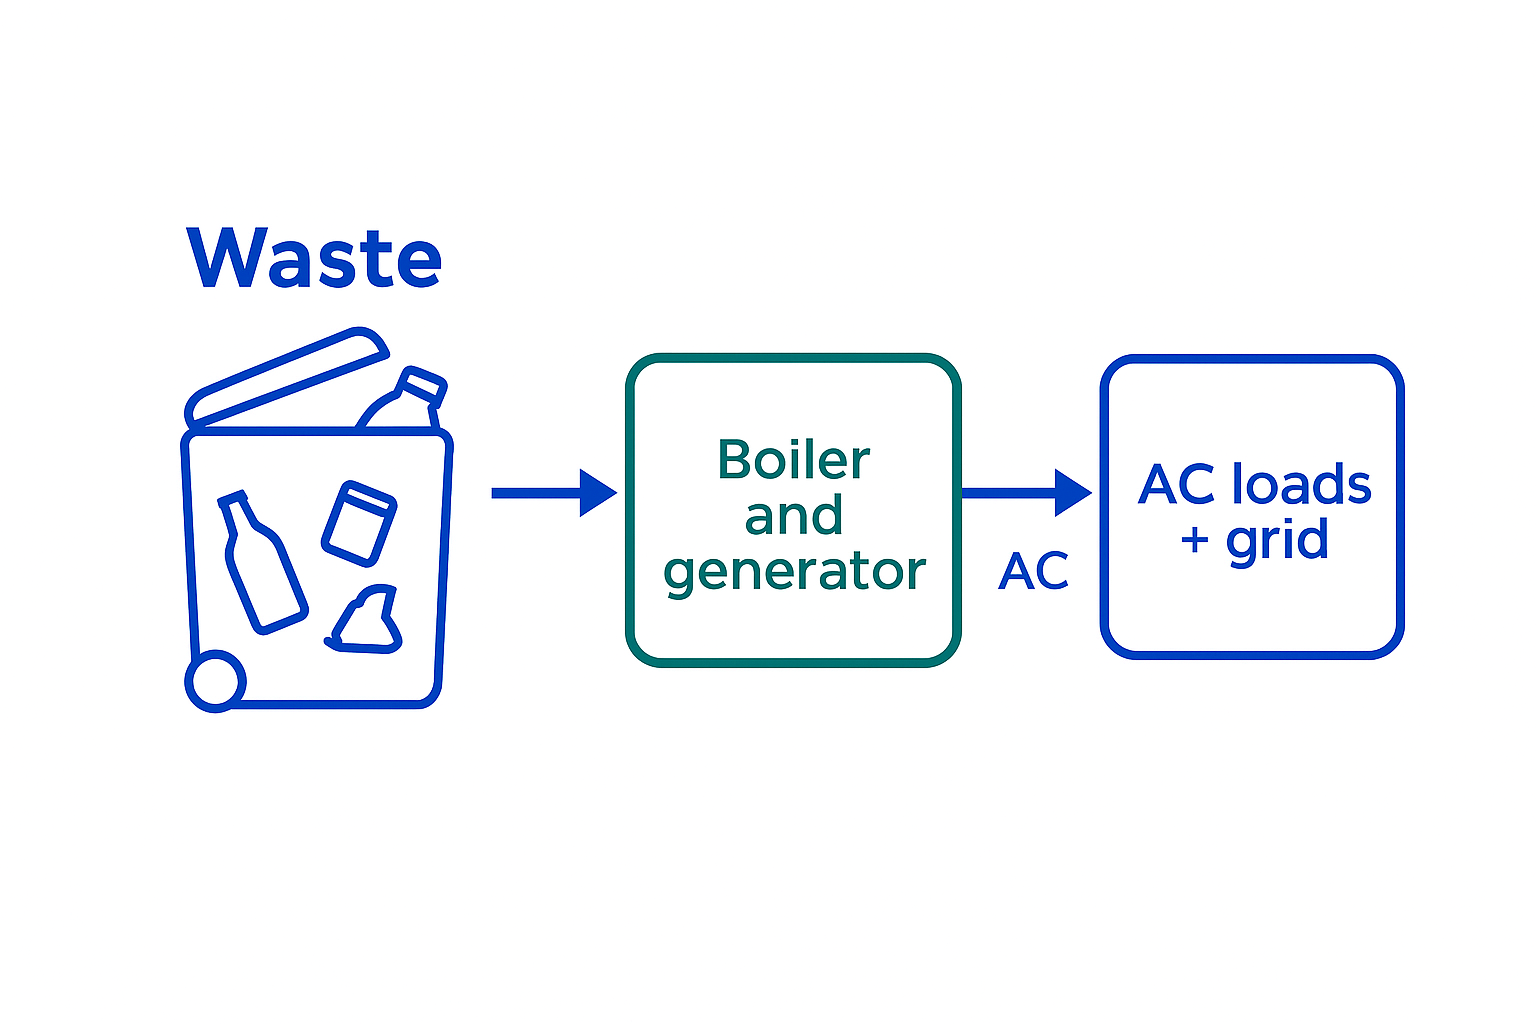 Waste
Boiler
and
generator
AC
AC loads
+ grid